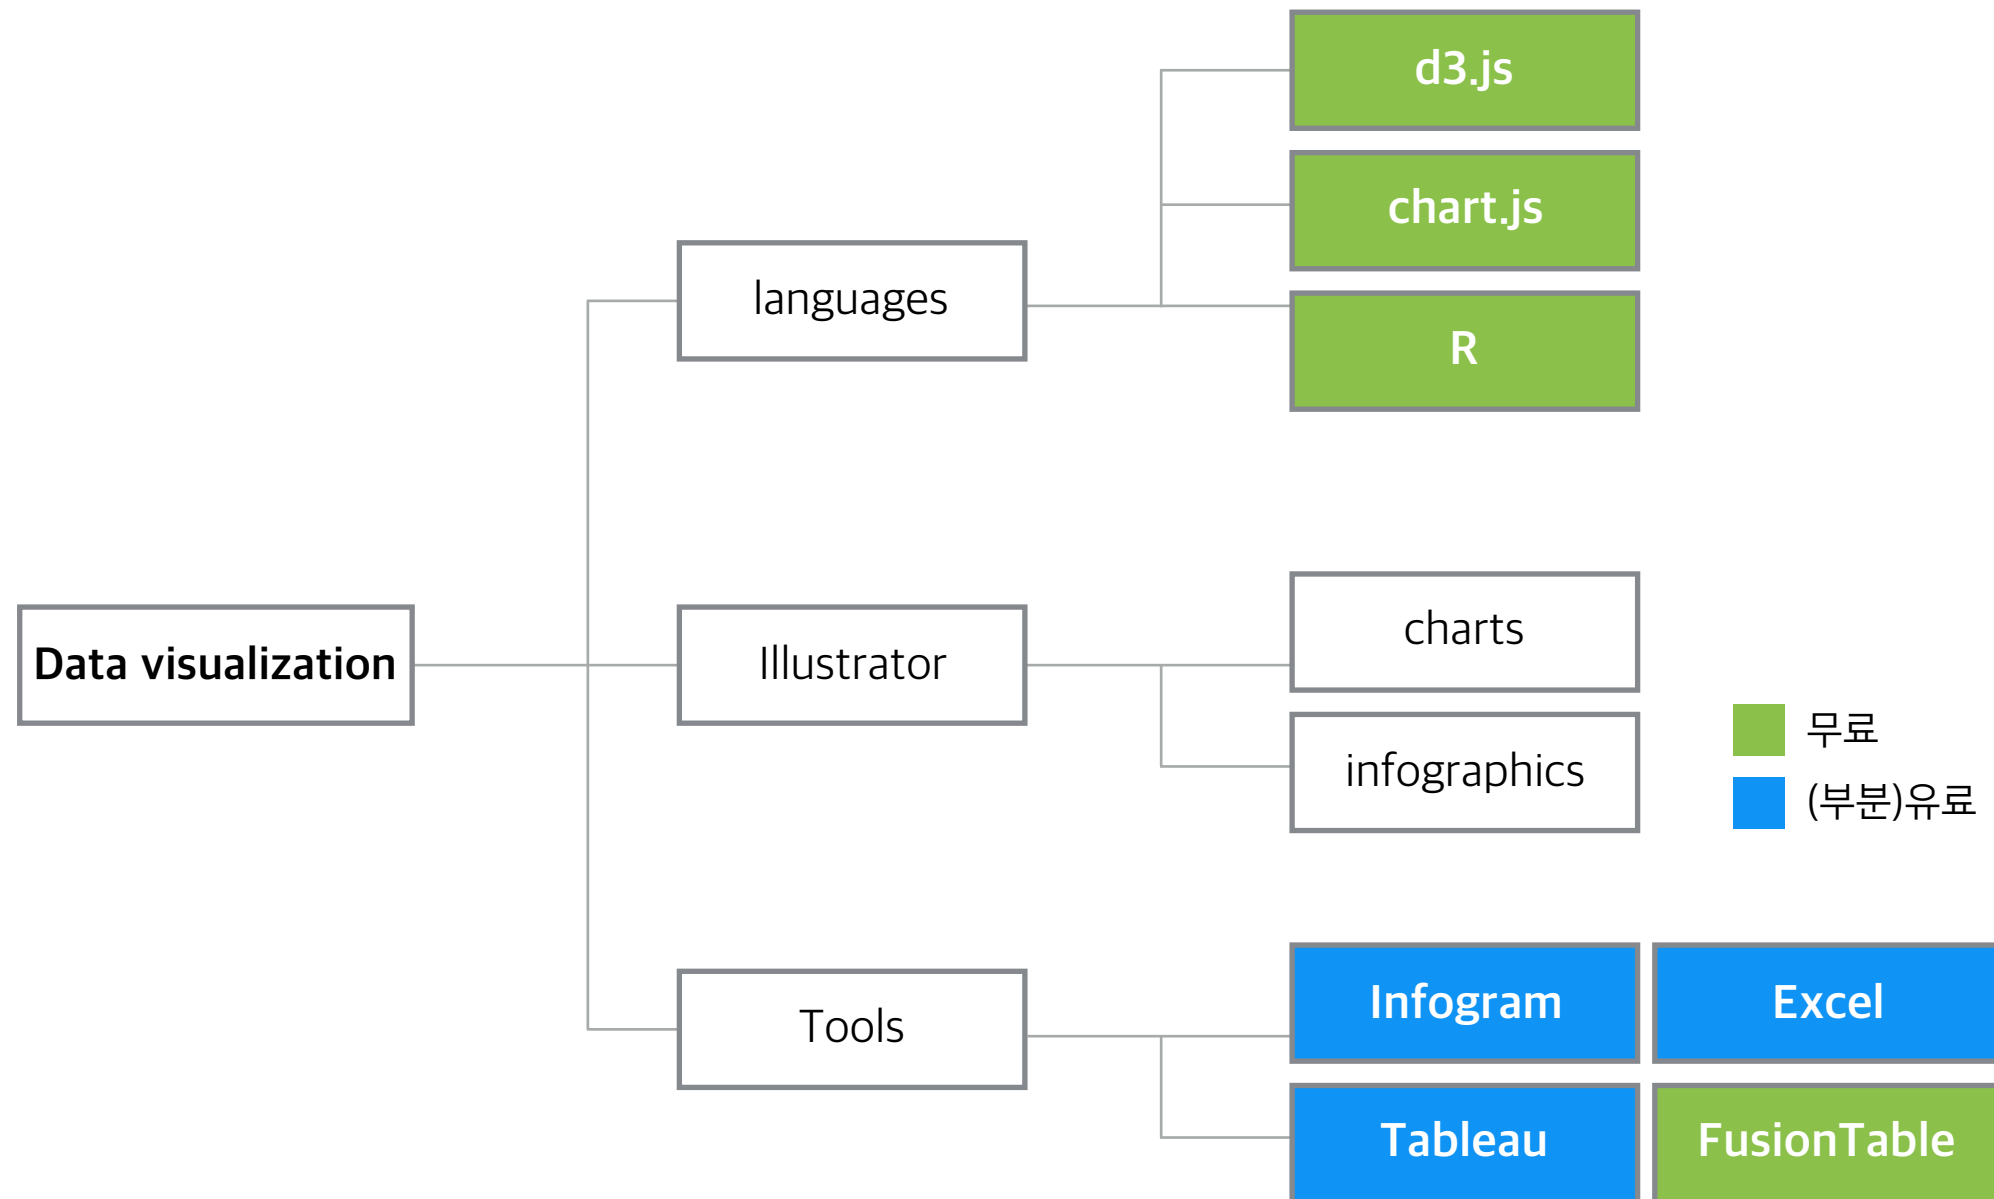 d3.js
chart.js
languages
R
Data visualization
Illustrator
charts
infographics
무료
(부분)유료
Tools
Infogram
Excel
Tableau
FusionTable